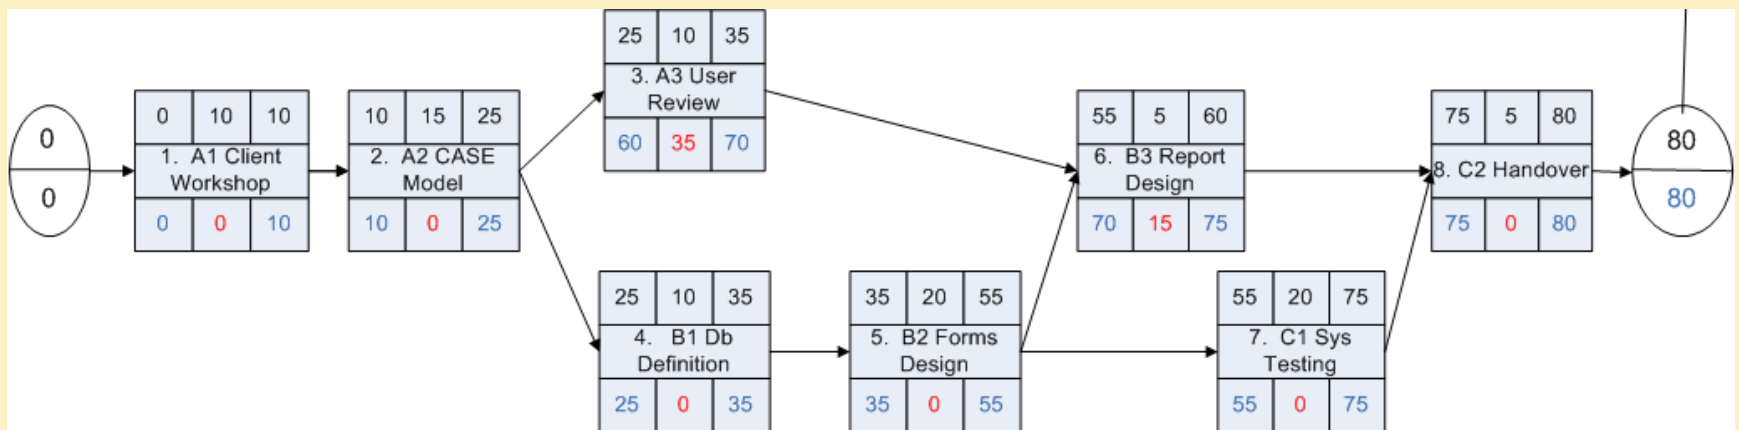 0
0
0 10 10
1. A1 Client
Workshop
0 0 10
10 15 25
2. A2 CASE
Model
10 0 25
25 10 35
3. A3 User
Review
60 35 70
25 10 35
4. B1 Db
Definition
25 0 35
35 20 55
5. B2 Forms
Design
35 0 55
55 5 60
6. B3 Report
Design
70 15 75
55 20 75
7. C1 Sys
Testing
55 0 75
75 5 80
8. C2 Handover
75 0 80
80
80